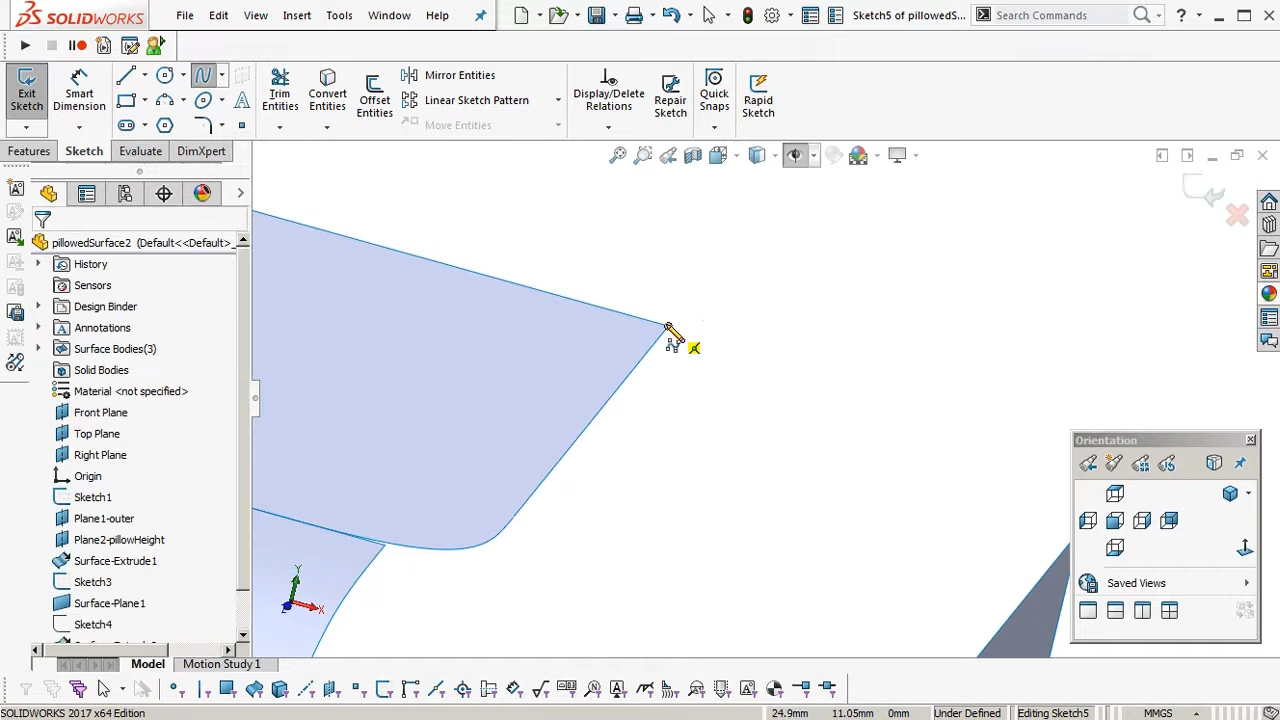 SOLIDWORKS
File Edit View Insert Tools Window Help
Sketch5 of pillowedS...
Search Commands
Exit Sketch
Smart Dimension
Trim Entities
Convert Entities
Offset Entities
Mirror Entities
Linear Sketch Pattern
Move Entities
Display/Delete Relations
Repair Sketch
Quick Snaps
Rapid Sketch
Features Sketch Evaluate DimXpert
pillowedSurface2 (Default<<Default>_
History
Sensors
Design Binder
Annotations
Surface Bodies(3)
Solid Bodies
Material <not specified>
Front Plane
Top Plane
Right Plane
Origin
Sketch1
Plane1-outer
Plane2-pillowHeight
Surface-Extrude1
Sketch3
Surface-Plane1
Sketch4
Y
X
Z
Orientation
Saved Views
Model Motion Study 1
SOLIDWORKS 2017 x64 Edition
24.9mm 11.05mm 0mm Under Defined Editing Sketch5 MMGS